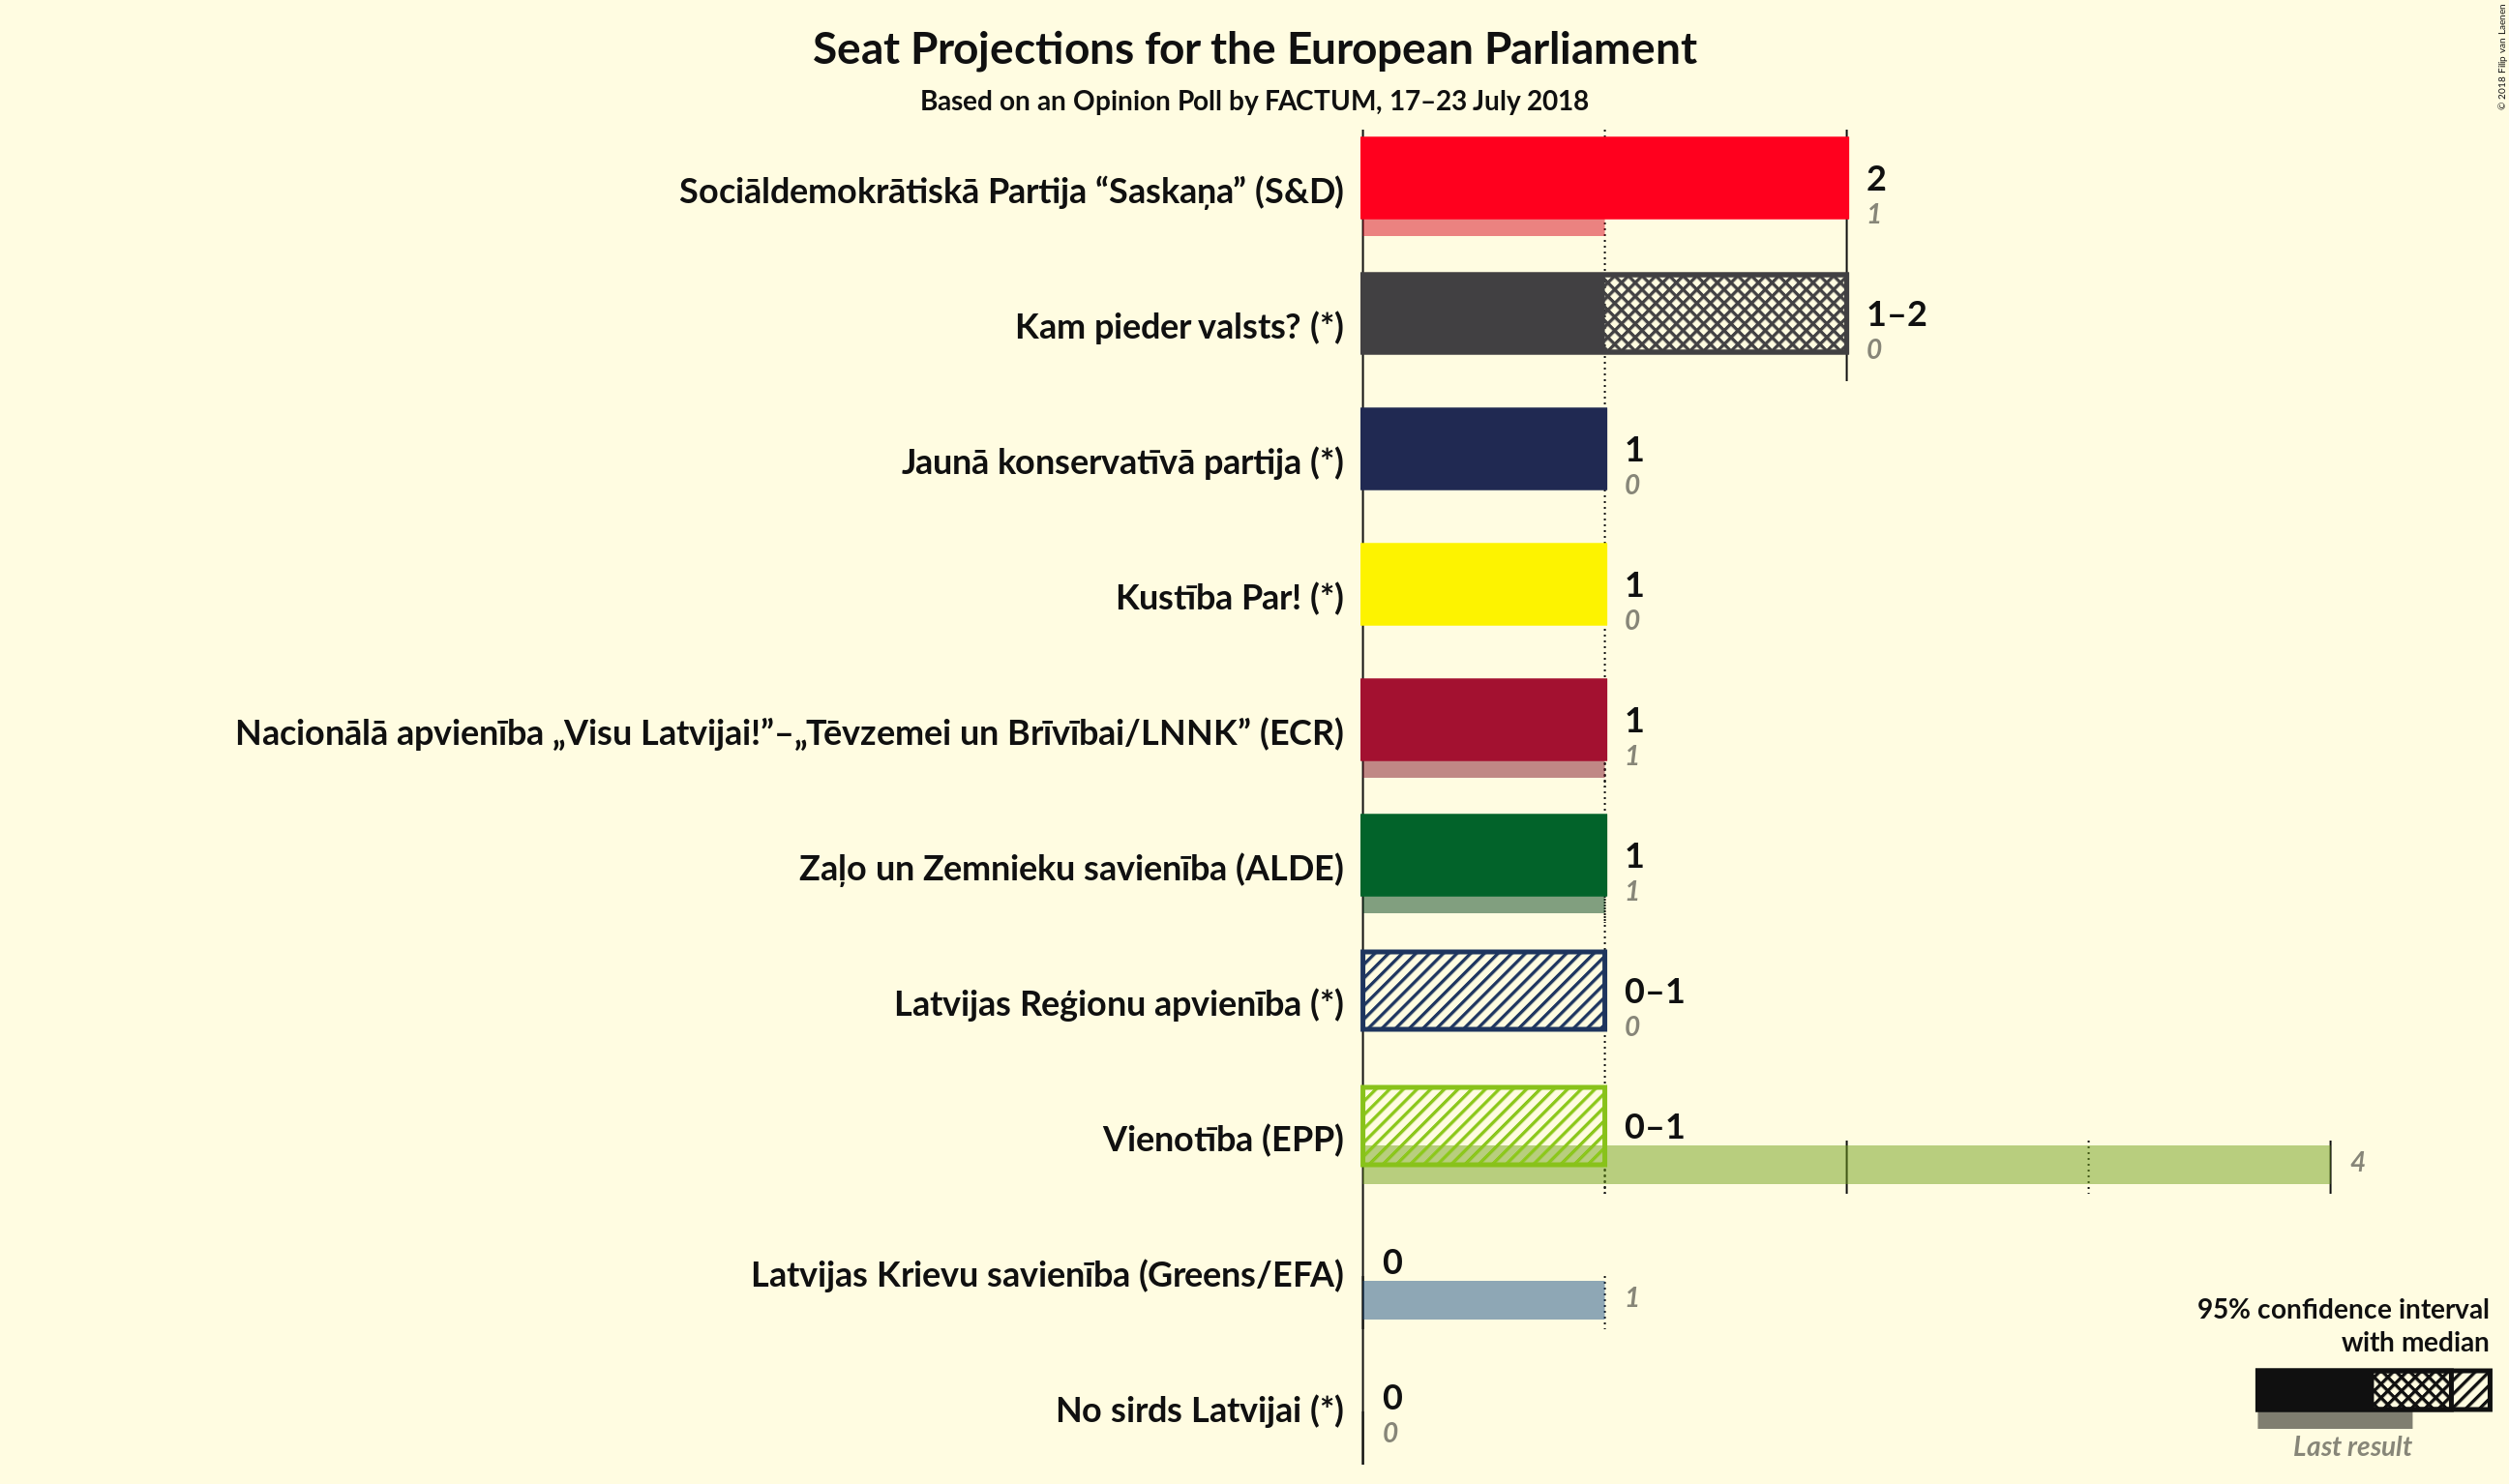 Seat Projections for the European Parliament
Based on an Opinion Poll by FACTUM, 17–23 July 2018
© 2018 Filip van Laenen
Sociāldemokrātiskā Partija “Saskaņa” (S&D)
2
1
Kam pieder valsts? (*)
1–2
0
Jaunā konservatīvā partija (*)
1
0
Kustība Par! (*)
1
0
Nacionālā apvienība „Visu Latvijai!”–„Tēvzemei un Brīvībai/LNNK” (ECR)
1
1
Zaļo un Zemnieku savienība (ALDE)
1
1
Latvijas Reģionu apvienība (*)
0–1
0
Vienotība (EPP)
0–1
4
Latvijas Krievu savienība (Greens/EFA)
0
1
No sirds Latvijai (*)
0
0
95% confidence interval
with median
Last result